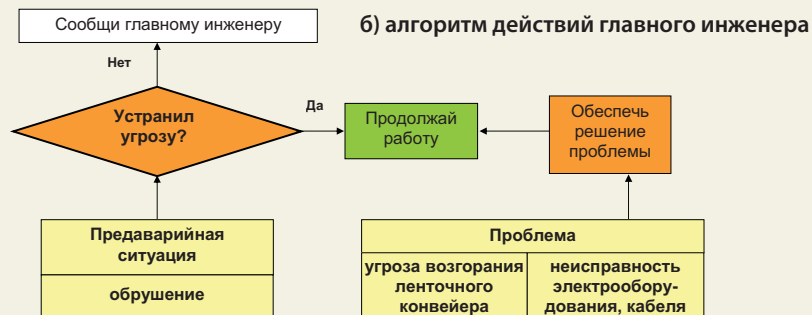 Сообщи главному инженеру
б) алгоритм действий главного инженера
Нет
Устранил
угрозу?
Да
Продолжай
работу
Обеспечь
решение
проблемы
Предаварийная
ситуация
обрушение
Проблема
угроза возгорания
ленточного
конвейера
неисправность
электрообору-
дования, кабеля